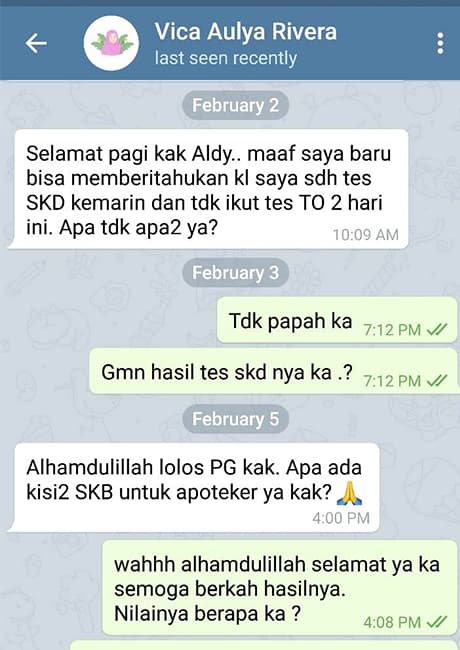 Vica Aulya Rivera
last seen recently
February 2
Selamat pagi kak Aldy.. maaf saya baru
bisa memberitahukan kl saya sdh tes
SKD kemarin dan tdk ikut tes TO 2 hari
ini. Apa tdk apa2 ya?
10:09 AM
February 3
Tdk papah ka
7:12 PM
Gmn hasil tes skd nya ka .?
7:12 PM
February 5
Alhamdulillah lolos PG kak. Apa ada
kisi2 SKB untuk apoteker ya kak?🙏
4:00 PM
wahhh alhamdulillah selamat ya ka
semoga berkah hasilnya.
Nilainya berapa ka ?
4:08 PM